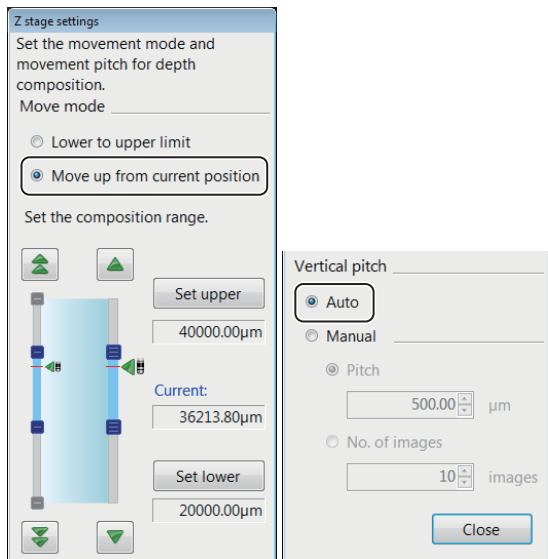 Z stage settings
Set the movement mode and
movement pitch for depth
composition.
Move mode
Lower to upper limit
Move up from current position
Set the composition range.
Set upper
40000.00µm
Current:
36213.80µm
Set lower
20000.00µm
Vertical pitch
Auto
Manual
Pitch
500.00 µm
No. of images
10 images
Close